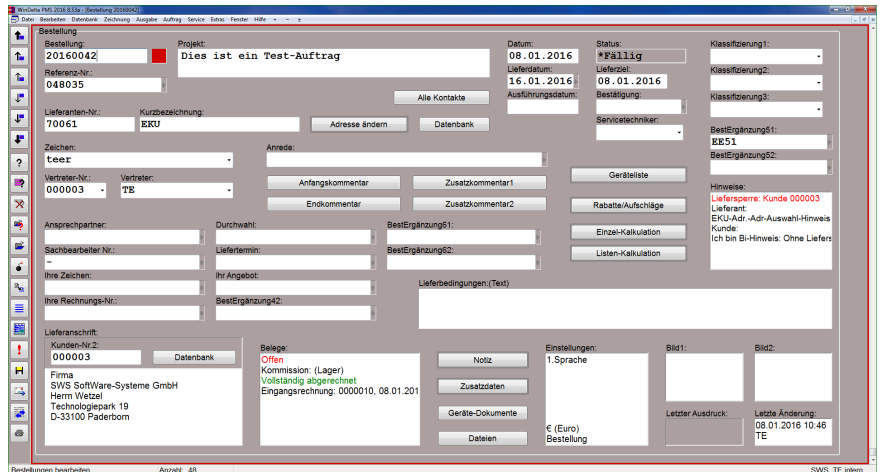 WinDelta PMS 2016 8.53a - [Bestellung 20160042]
Datei Bearbeiten Datenbank Zeichnung Ausgabe Auftrag Service Extras Fenster Hilfe + - ±
Bestellung
Bestellung: Projekt: Datum: Status: Klassifizierung1:
20160042 Dies ist ein Test-Auftrag 08.01.2016 *Fällig
Referenz-Nr.: Lieferdatum: Lieferziel: Klassifizierung2:
048035 16.01.2016 08.01.2016
Alle Kontakte Ausführungsdatum: Bestätigung: Klassifizierung3:
Lieferanten-Nr.: Kurzbezeichnung: Servicetechniker:
70061 EKU Adresse ändern Datenbank BestErgänzung51:
EE51
Zeichen: Anrede: BestErgänzung52:
teer
Vertreter-Nr.: Vertreter: Geräteliste
000003 TE Anfangskommentar Zusatzkommentar1 Hinweise:
Endkommentar Zusatzkommentar2 Rabatte/Aufschläge
Liefersperre: Kunde 000003
Lieferant:
EKU-Adr.-Adr-Auswahl-Hinweis
Kunde:
Ich bin Bi-Hinweis: Ohne Liefers
Ansprechpartner: Durchwahl: BestErgänzung61: Einzel-Kalkulation
Sachbearbeiter Nr.: Liefertermin: BestErgänzung62: Listen-Kalkulation
–
Ihre Zeichen: Ihr Angebot: Lieferbedingungen:(Text)
Ihre Rechnungs-Nr.: BestErgänzung42:
Lieferanschrift:
Kunden-Nr.2:
000003 Datenbank
Firma
SWS SoftWare-Systeme GmbH
Herrn Wetzel
Technologiepark 19
D-33100 Paderborn
Belege:
Offen
Kommission: (Lager)
Vollständig abgerechnet
Eingangsrechnung: 0000010, 08.01.201
Notiz
Zusatzdaten
Geräte-Dokumente
Dateien
Einstellungen:
1.Sprache
€ (Euro)
Bestellung
Bild1: Bild2:
Letzter Ausdruck: Letzte Änderung:
08.01.2016 10:46
TE
Bestellungen bearbeiten Anzahl: 48 SWS, TE intern